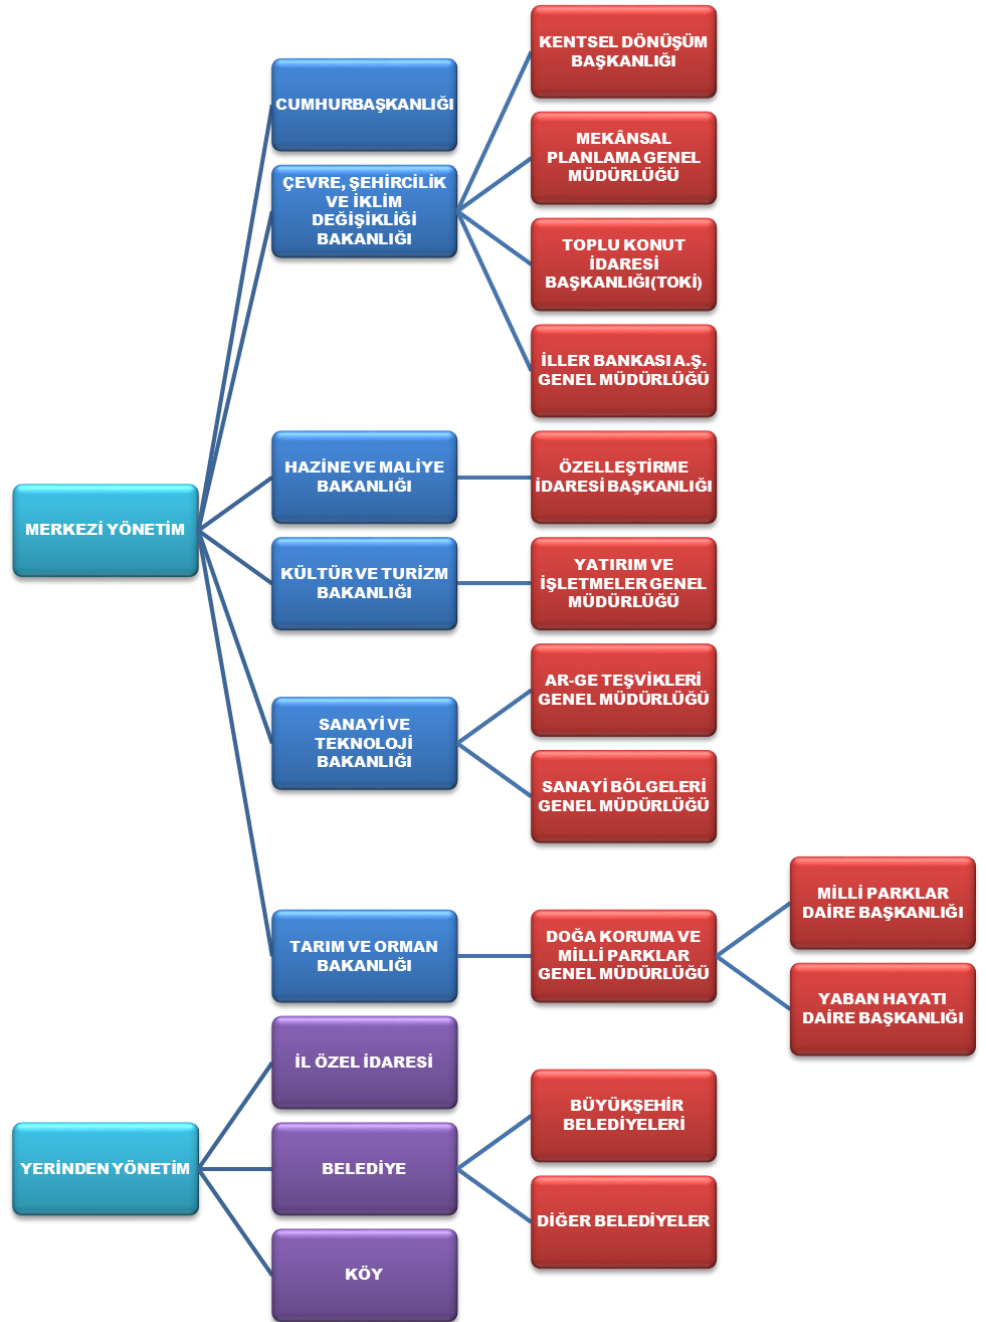 MERKEZİ YÖNETİM
CUMHURBAŞKANLIĞI
ÇEVRE, ŞEHİRCİLİK
VE İKLİM
DEĞİŞİKLİĞİ
BAKANLIĞI
KENTSEL DÖNÜŞÜM
BAŞKANLIĞI
MEKÂNSAL
PLANLAMA GENEL
MÜDÜRLÜĞÜ
TOPLU KONUT
İDARESİ
BAŞKANLIĞI(TOKİ)
İLLER BANKASI A.Ş.
GENEL MÜDÜRLÜĞÜ
HAZİNE VE MALİYE
BAKANLIĞI
ÖZELLEŞTİRME
İDARESİ BAŞKANLIĞI
KÜLTÜR VE TURİZM
BAKANLIĞI
YATIRIM VE
İŞLETMELER GENEL
MÜDÜRLÜĞÜ
SANAYİ VE
TEKNOLOJİ
BAKANLIĞI
AR-GE TEŞVİKLERİ
GENEL MÜDÜRLÜĞÜ
SANAYİ BÖLGELERİ
GENEL MÜDÜRLÜĞÜ
TARIM VE ORMAN
BAKANLIĞI
DOĞA KORUMA VE
MİLLİ PARKLAR
GENEL MÜDÜRLÜĞÜ
MİLLİ PARKLAR
DAİRE BAŞKANLIĞI
YABAN HAYATI
DAİRE BAŞKANLIĞI
YERİNDEN YÖNETİM
İL ÖZEL İDARESİ
BELEDİYE
BÜYÜKŞEHİR
BELEDİYELERİ
DİĞER BELEDİYELER
KÖY